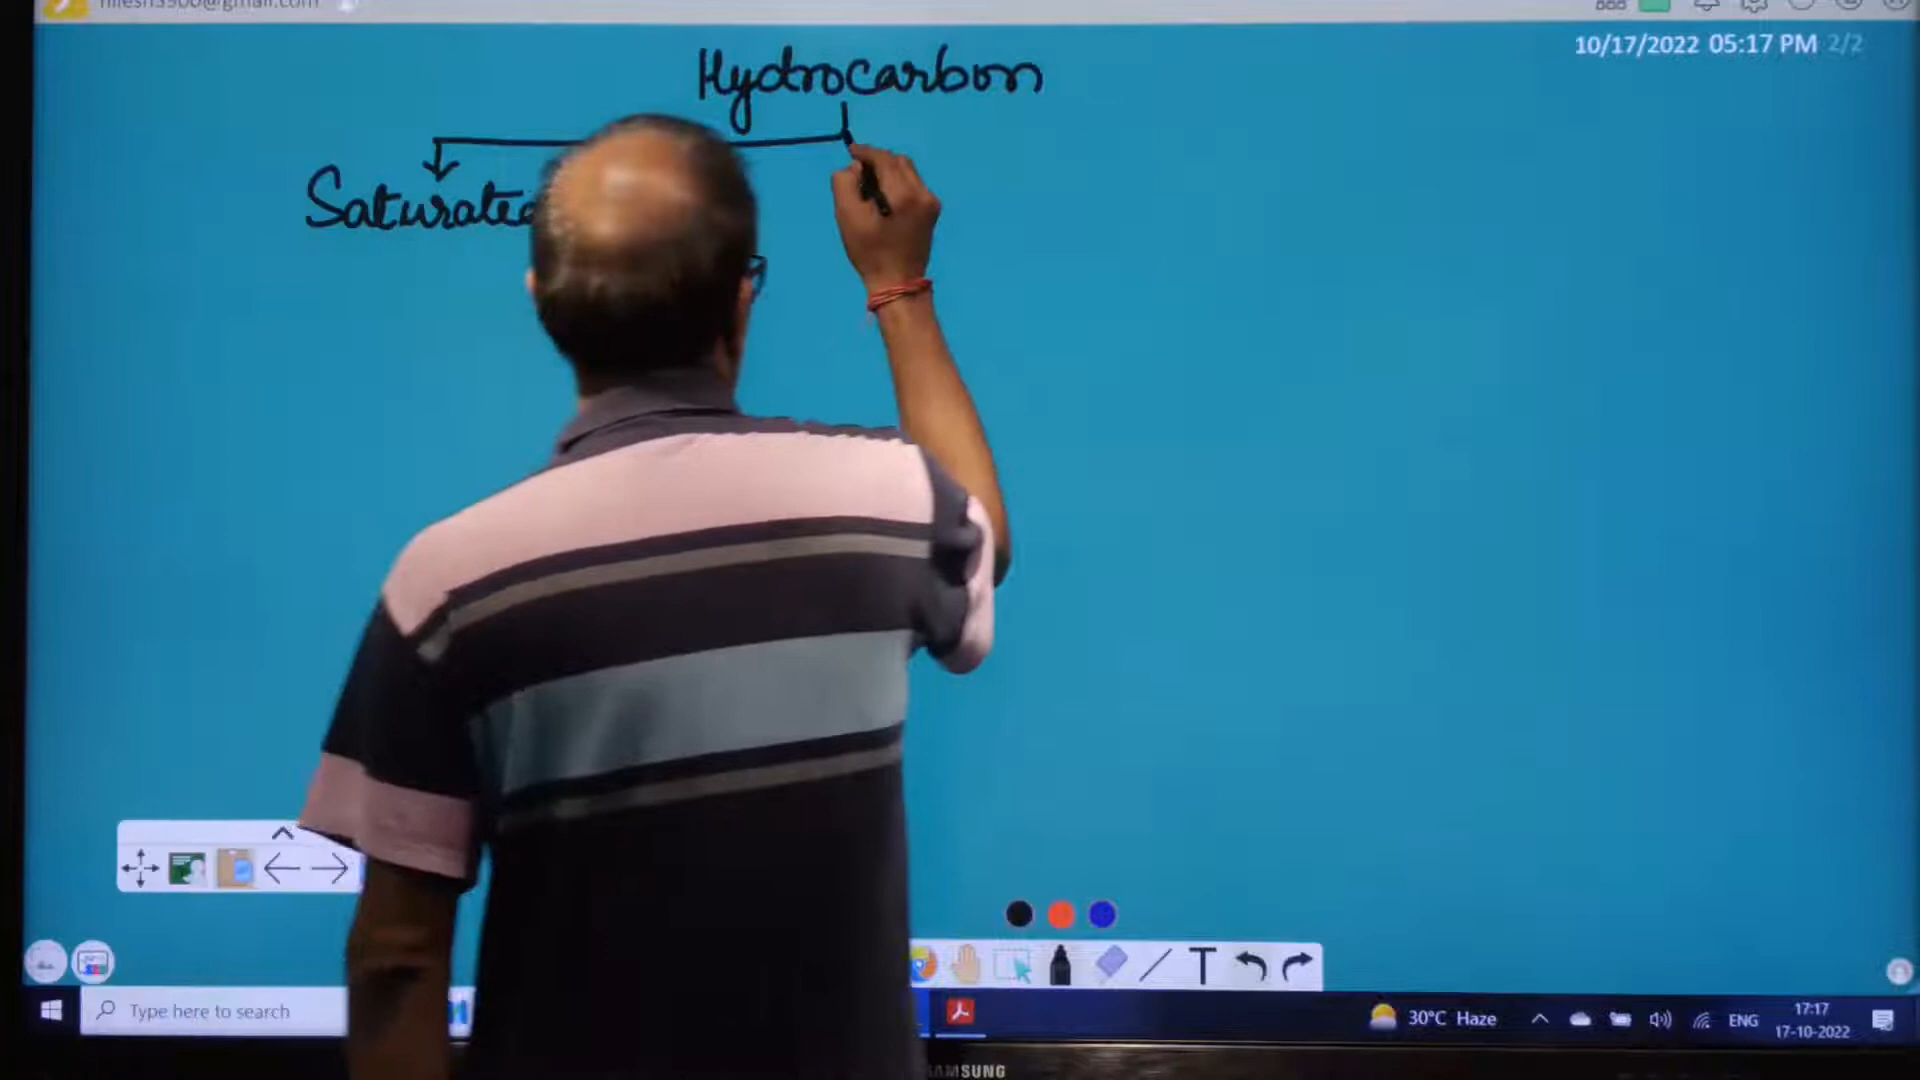 10/17/2022 05:17 PM 2/2
Hydrocarbon
T
Type here to search
30°C Haze
ENG
17:17
17-10-2022